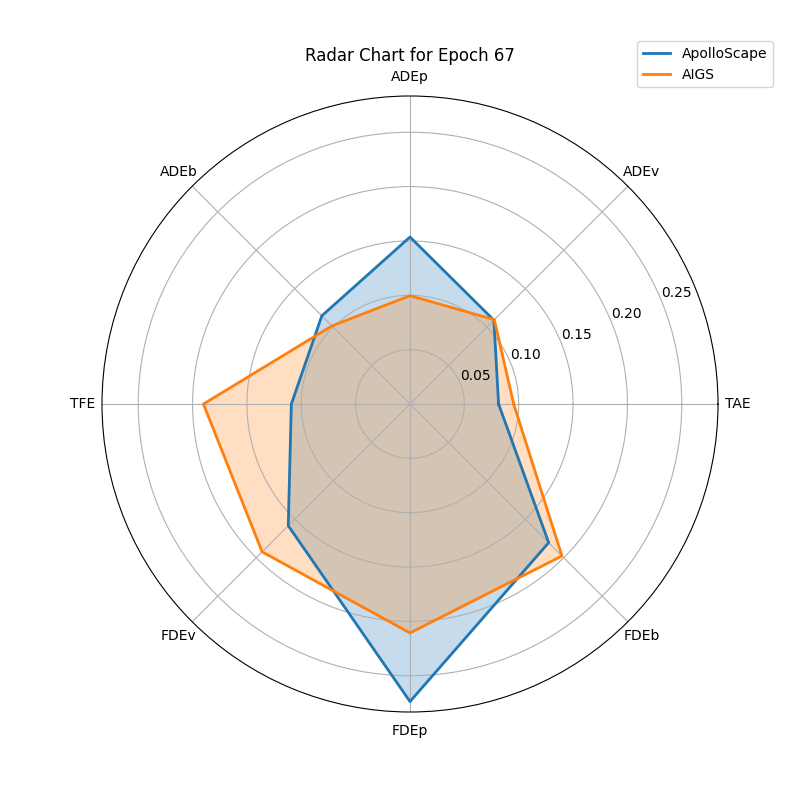 Radar Chart for Epoch 67
ApolloScape
AIGS
ADEp
ADEb
ADEv
0.25
0.20
0.15
0.10
0.05
TFE
TAE
FDEv
FDEb
FDEp